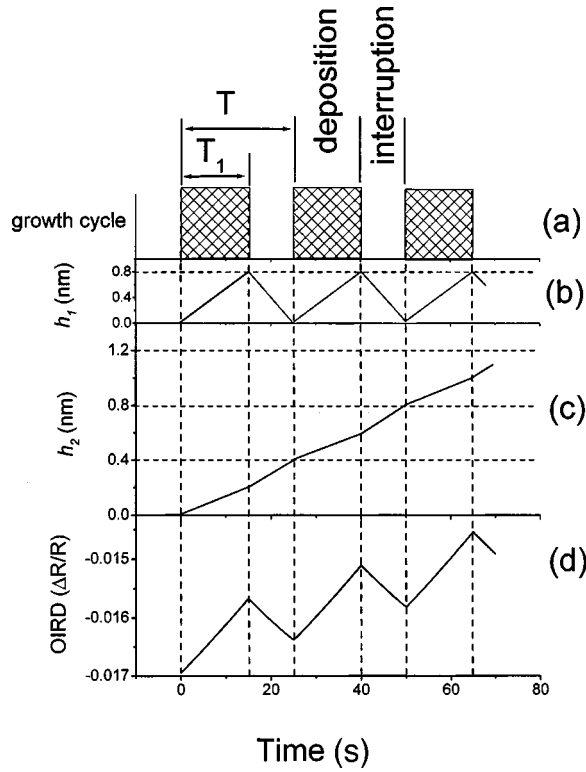 deposition
interruption
T
T1
growth cycle
(a)
0.8
0.4
0.0
h1 (nm)
(b)
1.2
0.8
0.4
0.0
h2 (nm)
(c)
-0.015
-0.016
-0.017
OIRD (ΔR/R)
(d)
0 20 40 60 80
Time (s)